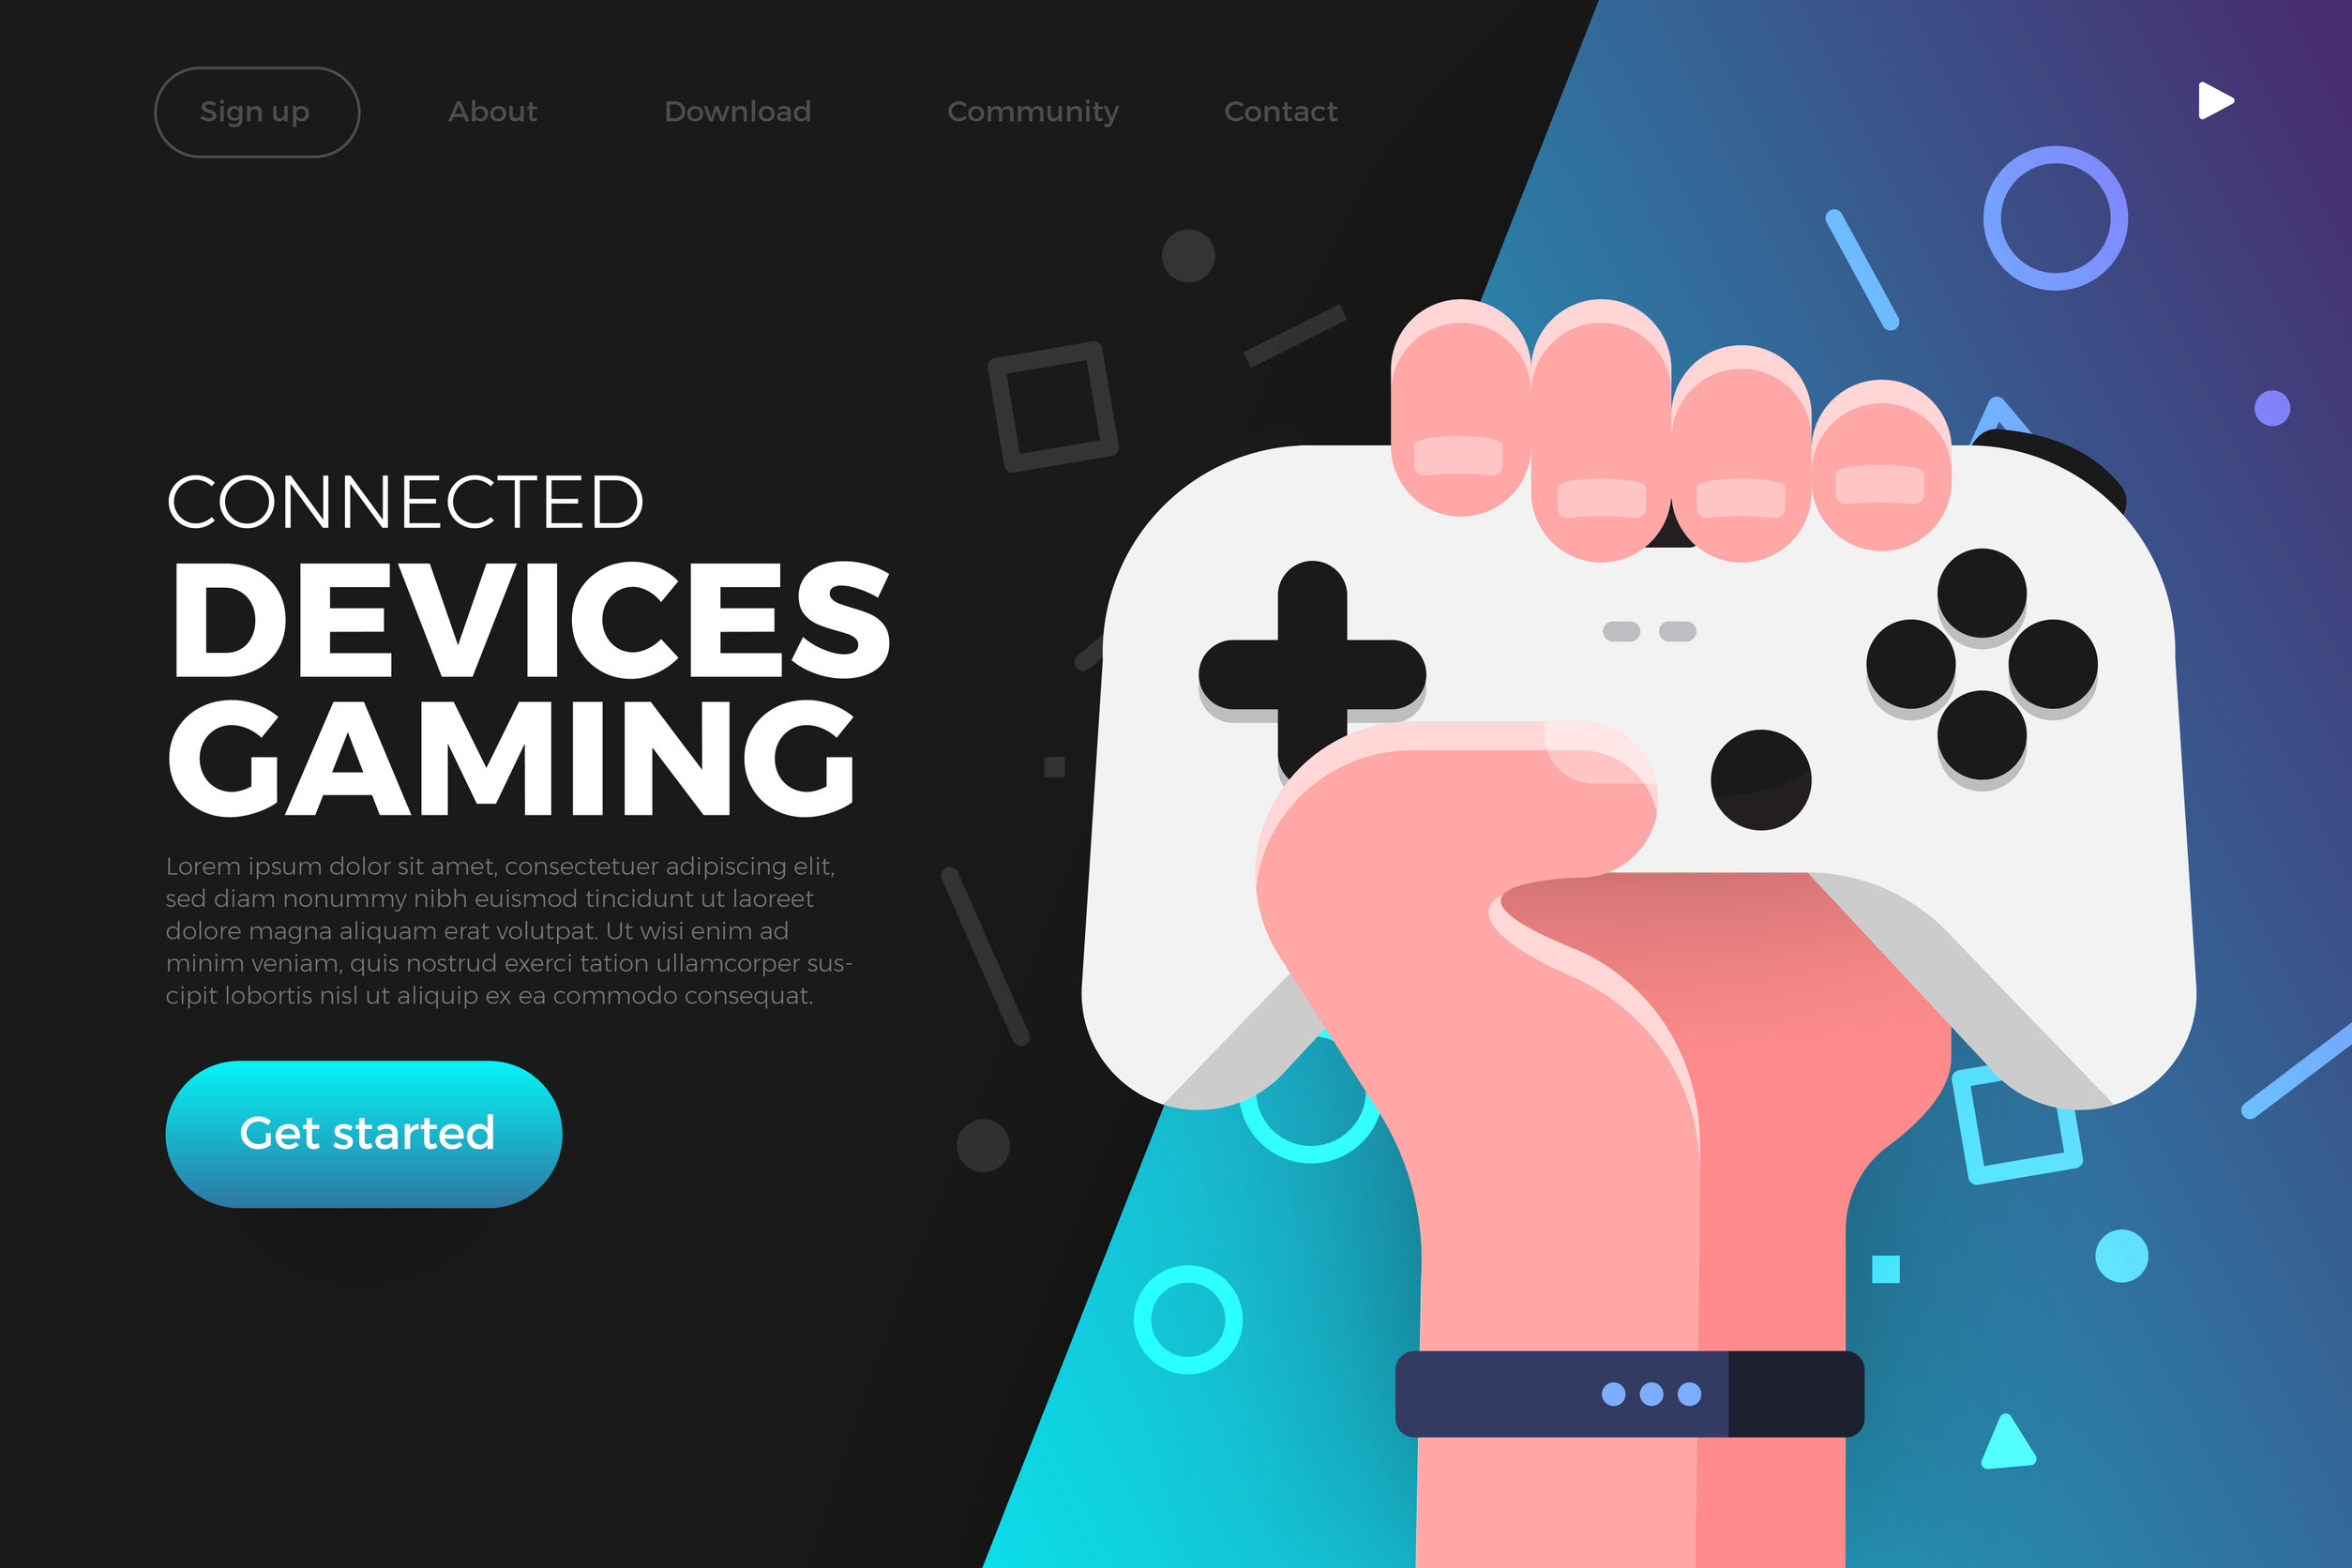 Sign up About Download Community Contact
CONNECTED
DEVICES
GAMING
Lorem ipsum dolor sit amet, consectetuer adipiscing elit,
sed diam nonummy nibh euismod tincidunt ut laoreet
dolore magna aliquam erat volutpat. Ut wisi enim ad
minim veniam, quis nostrud exerci tation ullamcorper sus-
cipit lobortis nisl ut aliquip ex ea commodo consequat.
Get started